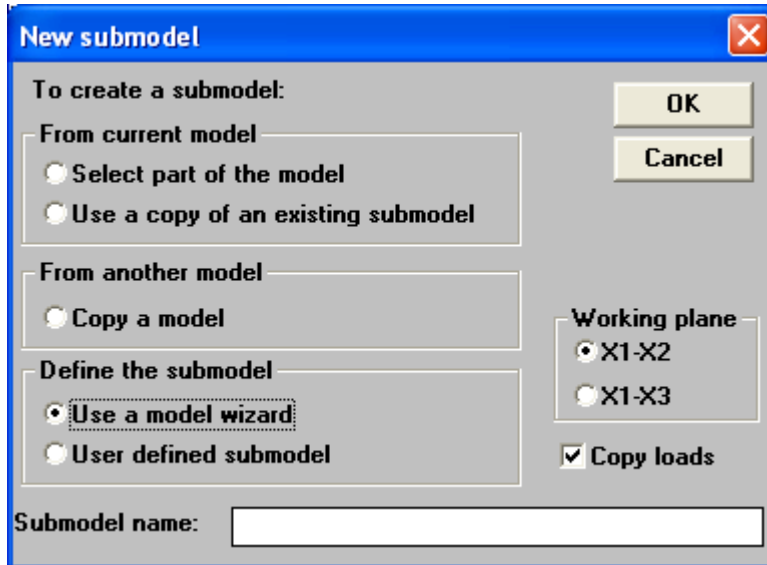 New submodel
To create a submodel:
OK
From current model
Cancel
Select part of the model
Use a copy of an existing submodel
From another model
Copy a model
Working plane
X1-X2
X1-X3
Define the submodel
Use a model wizard
User defined submodel
Copy loads
Submodel name: